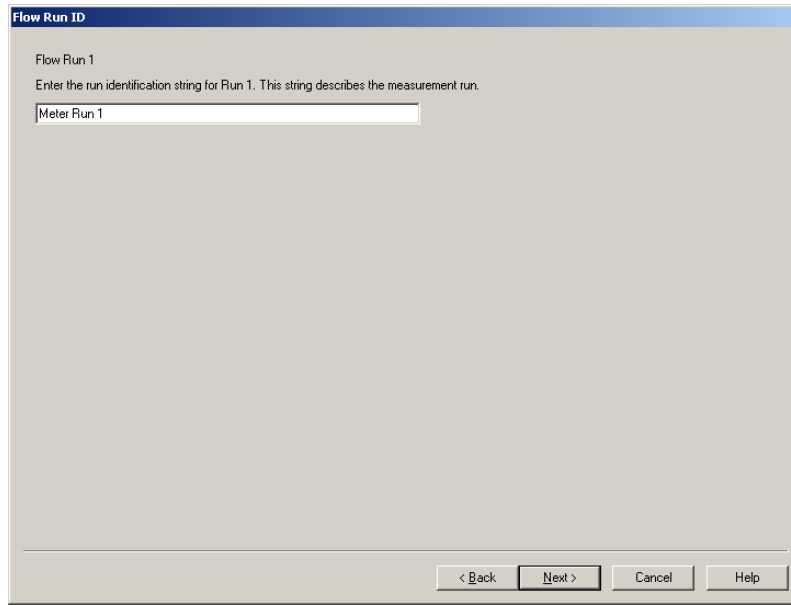 Flow Run ID
Flow Run 1
Enter the run identification string for Run 1. This string describes the measurement run.
Meter Run 1
< Back Next > Cancel Help